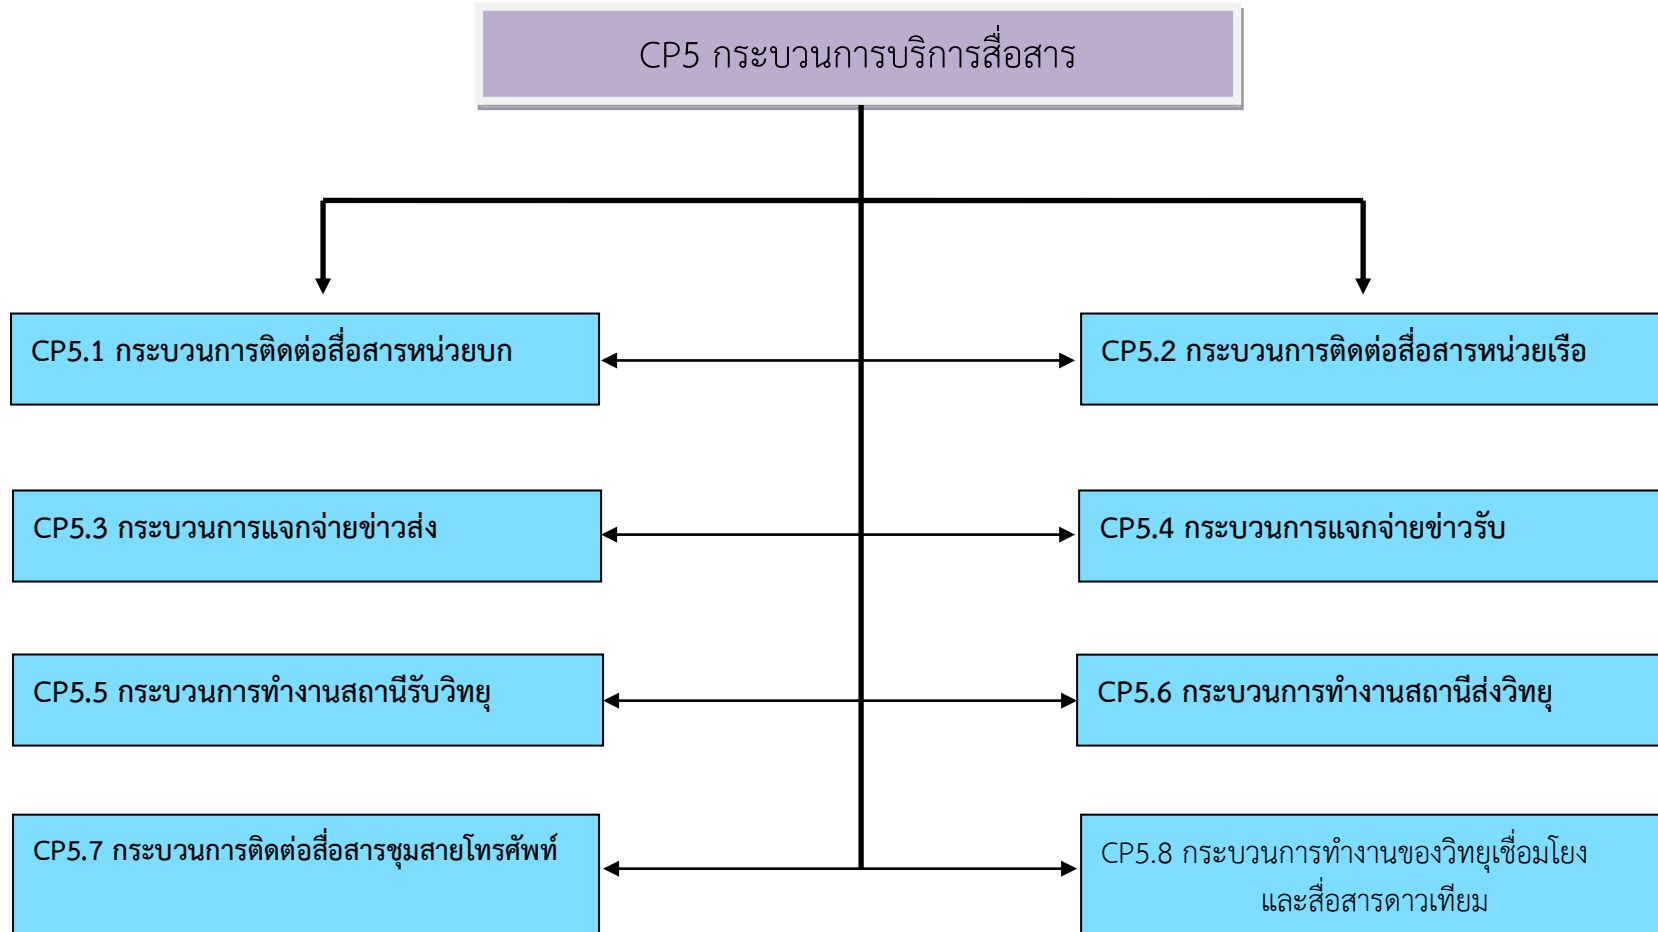 CP5 กระบวนการบริการสื่อสาร
CP5.1 กระบวนการติดต่อสื่อสารหน่วยบก
CP5.2 กระบวนการติดต่อสื่อสารหน่วยเรือ
CP5.3 กระบวนการแจกจ่ายข่าวส่ง
CP5.4 กระบวนการแจกจ่ายข่าวรับ
CP5.5 กระบวนการทำงานสถานีรับวิทยุ
CP5.6 กระบวนการทำงานสถานีส่งวิทยุ
CP5.7 กระบวนการติดต่อสื่อสารชุมสายโทรศัพท์
CP5.8 กระบวนการทำงานของวิทยุเชื่อมโยง
และสื่อสารดาวเทียม